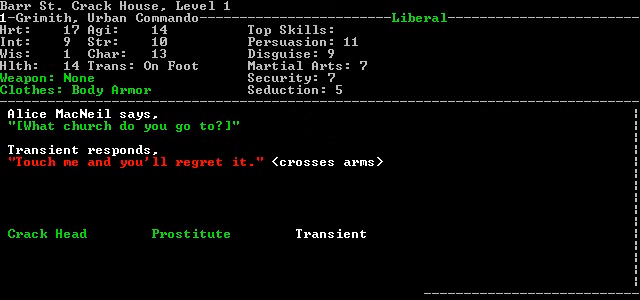 Barr St. Crack House, Level 1
1-Grimith, Urban Commando Liberal
Hrt: 17 Agi: 14 Top Skills:
Int: 9 Str: 10 Persuasion: 11
Wis: 1 Char: 13 Disguise: 9
Hlth: 14 Trans: On Foot Martial Arts: 7
Weapon: None Security: 7
Clothes: Body Armor Seduction: 5
Alice MacNeil says,
"[What church do you go to?]"
Transient responds,
"Touch me and you'll regret it." <crosses arms>
Crack Head Prostitute Transient